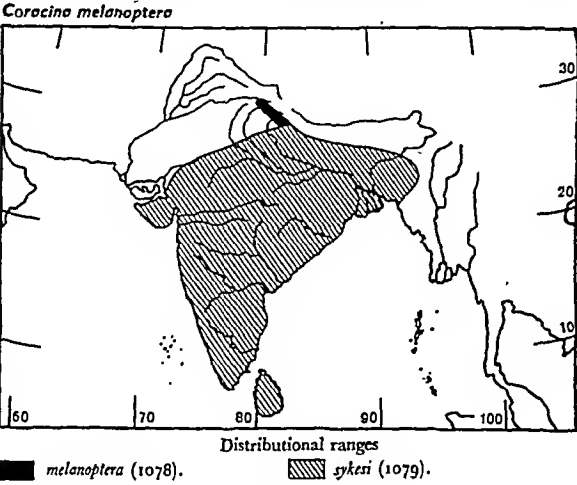 Coracina melanoptera
30
20
10
60 70 80 90 100
Distributional ranges
melanoptera (1078). sykesi (1079).